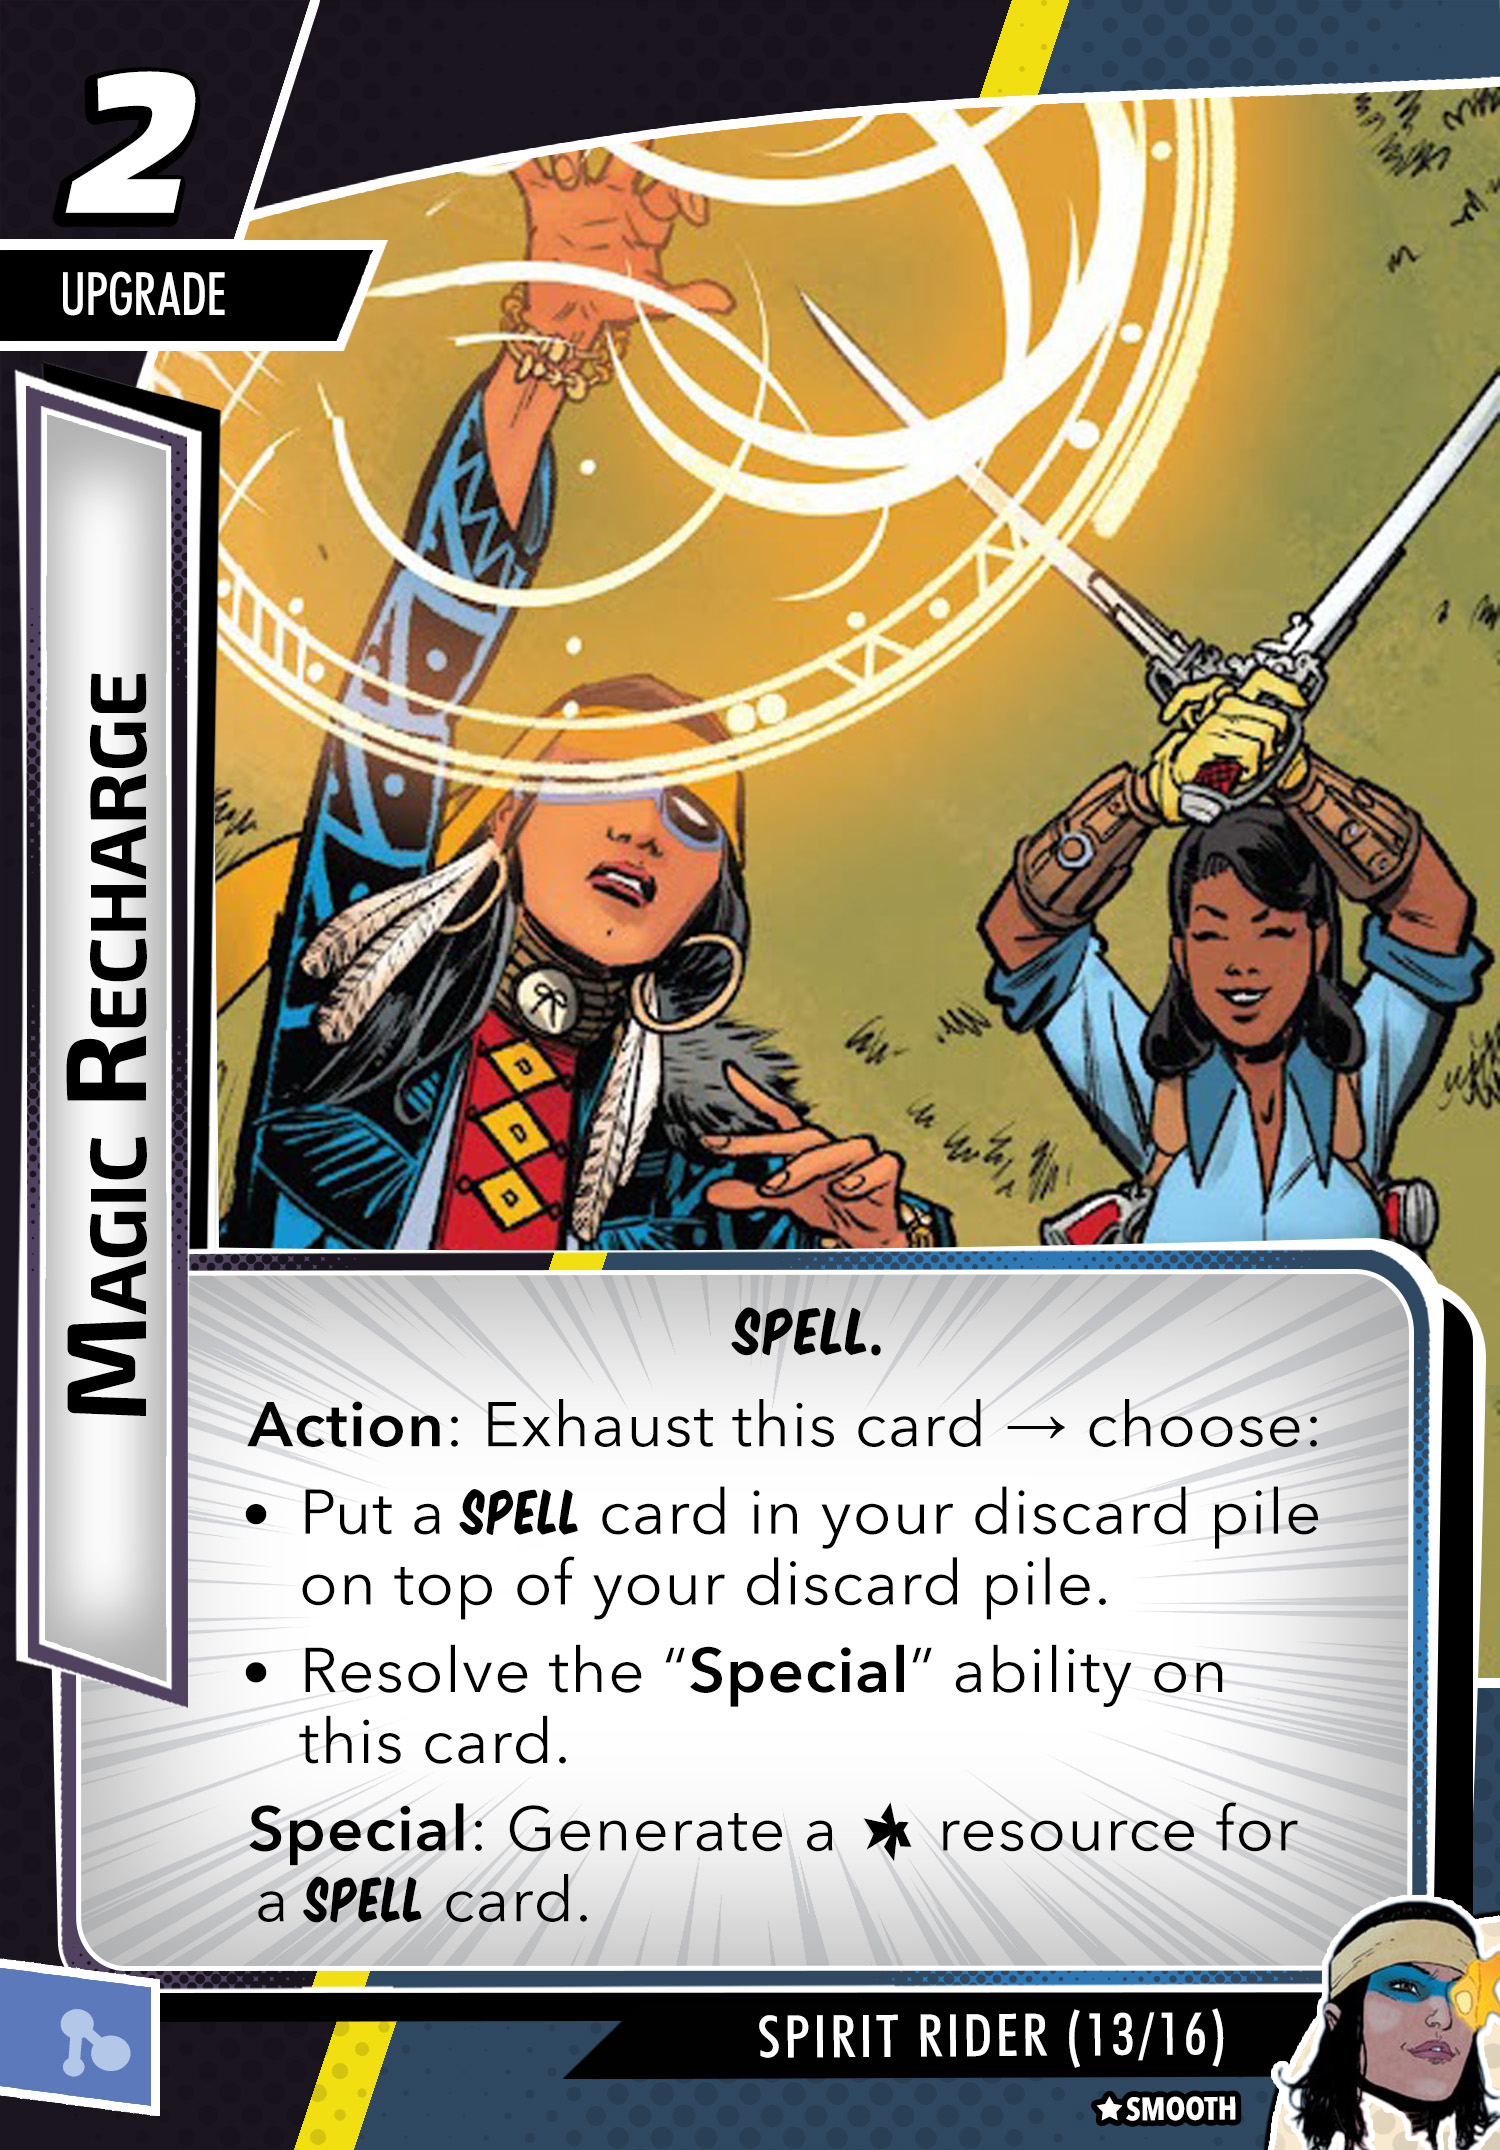 2
UPGRADE
MAGIC RECHARGE
SPELL.
Action: Exhaust this card → choose:
• Put a SPELL card in your discard pile
on top of your discard pile.
• Resolve the “Special” ability on
this card.
Special: Generate a resource for
a SPELL card.
SPIRIT RIDER (13/16)
★SMOOTH